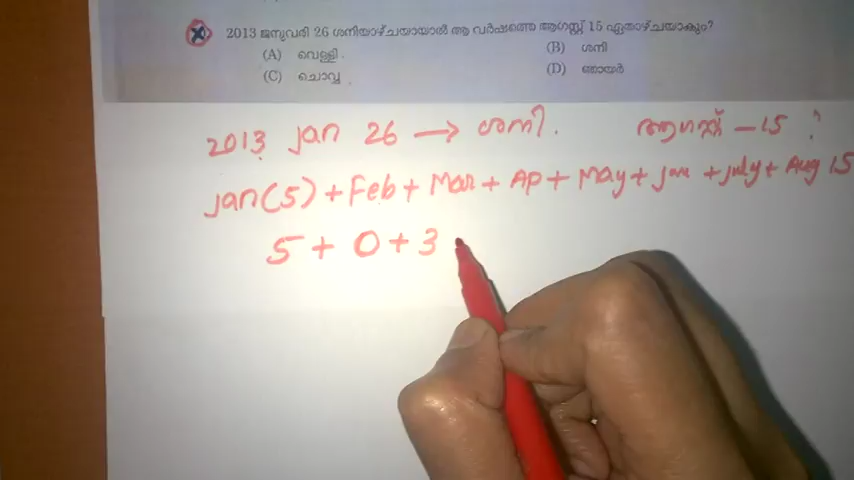 2013 ജനുവരി 26 ശനിയാഴ്ചയായാൽ ആ വർഷത്തെ ആഗസ്റ്റ് 15 ഏതാഴ്ചയാകും?
(A) വെള്ളി (B) ശനി
(C) ചൊവ്വ (D) ഞായർ
2013 Jan 26 → ശനി. ആഗസ്റ്റ് - 15 ?
Jan(5) + Feb + Mar + Ap + May + Jun + July + Aug 15
5 + 0 + 3